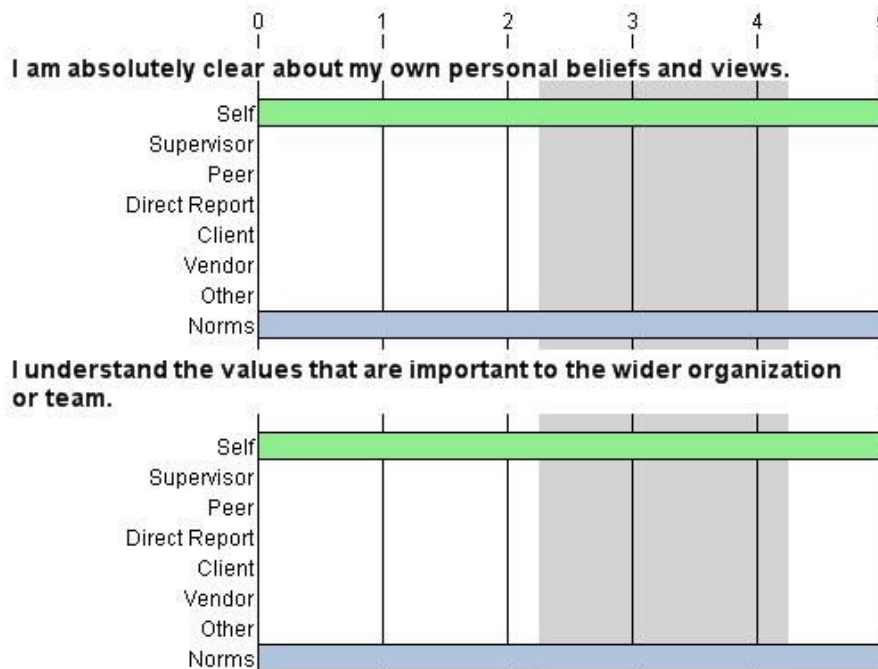 0 1 2 3 4
I am absolutely clear about my own personal beliefs and views.
Self
Supervisor
Peer
Direct Report
Client
Vendor
Other
Norms
I understand the values that are important to the wider organization
or team.
Self
Supervisor
Peer
Direct Report
Client
Vendor
Other
Norms